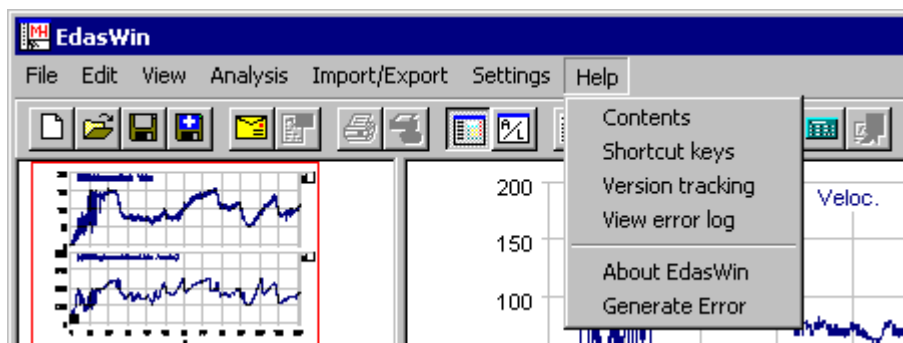 EdasWin
File Edit View Analysis Import/Export Settings Help
Contents
Shortcut keys
Version tracking
View error log
About EdasWin
Generate Error
200
150
100
Veloc.